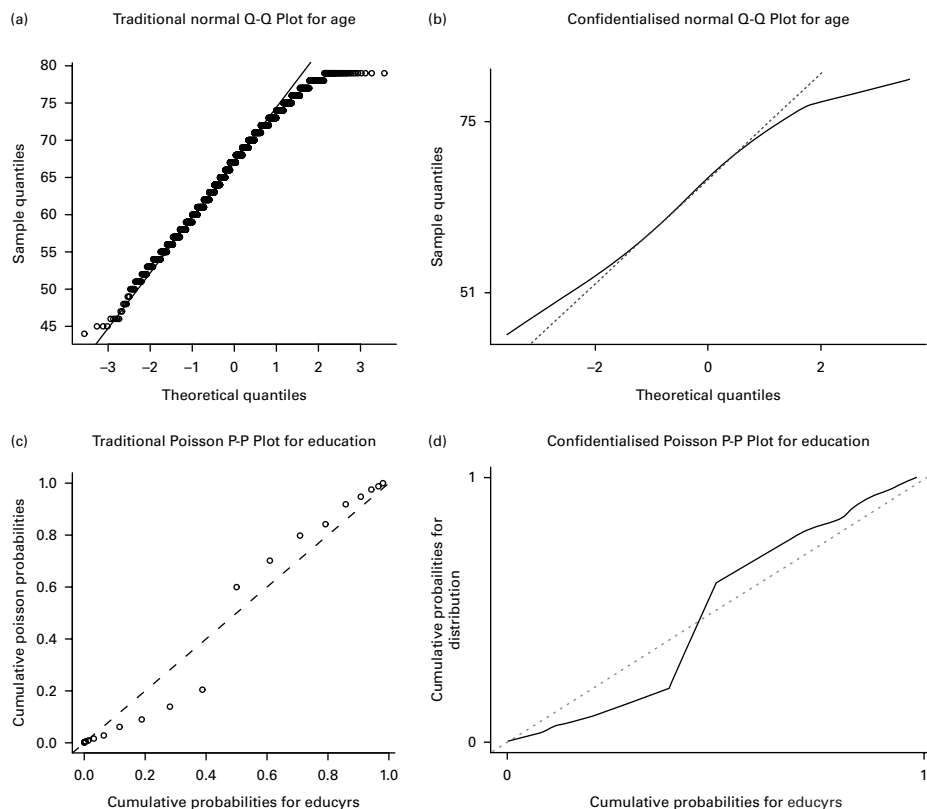 (a) Traditional normal Q-Q Plot for age
80
75
70
65
60
55
50
45
Sample quantiles
−3 −2 −1 0 1 2 3
Theoretical quantiles
(b) Confidentialised normal Q-Q Plot for age
75
51
Sample quantiles
−2 0 2
Theoretical quantiles
(c) Traditional Poisson P-P Plot for education
1.0
0.8
0.6
0.4
0.2
0.0
Cumulative poisson probabilities
0.0 0.2 0.4 0.6 0.8 1.0
Cumulative probabilities for educyrs
(d) Confidentialised Poisson P-P Plot for education
1
0
Cumulative probailities for
distribution
0 1
Cumulative probabilities for educyrs